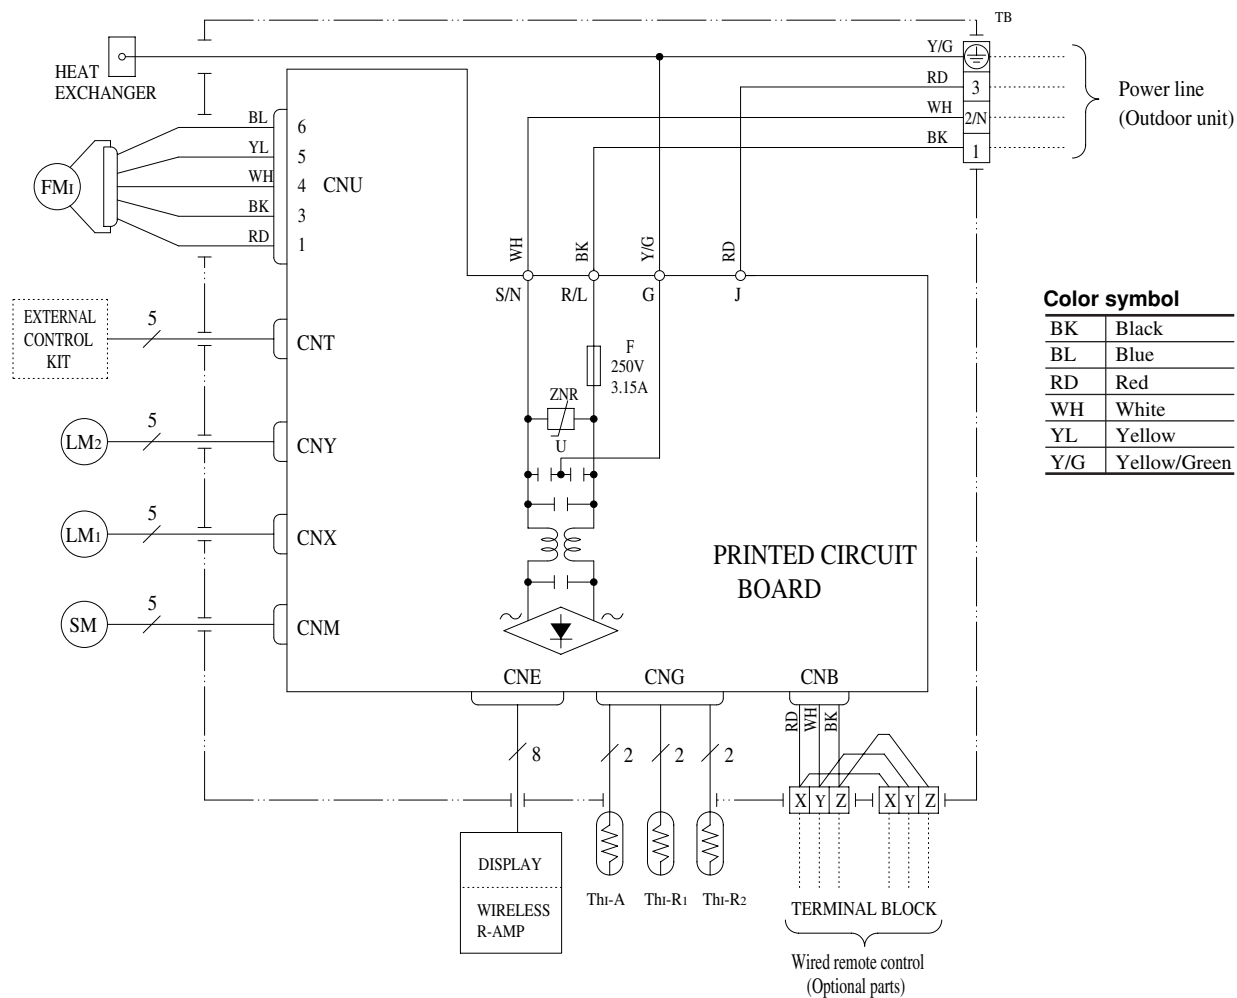 TB
Y/G
HEAT
EXCHANGER
RD
3
Power line
(Outdoor unit)
WH
2/N
BK
1
BL
6
YL
5
FMI
WH
4
CNU
BK
3
RD
1
WH
BK
Y/G
RD
S/N
R/L
G
J
EXTERNAL
CONTROL
KIT
5
CNT
F
250V
3.15A
ZNR
U
Color symbol
BK Black
BL Blue
RD Red
WH White
YL Yellow
Y/G Yellow/Green
LM2
5
CNY
LM1
5
CNX
PRINTED CIRCUIT
BOARD
SM
5
CNM
CNE
CNG
CNB
RD
WH
BK
8
2
2
2
X Y Z
X Y Z
DISPLAY
WIRELESS
R-AMP
ThI-A
ThI-R1
ThI-R2
TERMINAL BLOCK
Wired remote control
(Optional parts)